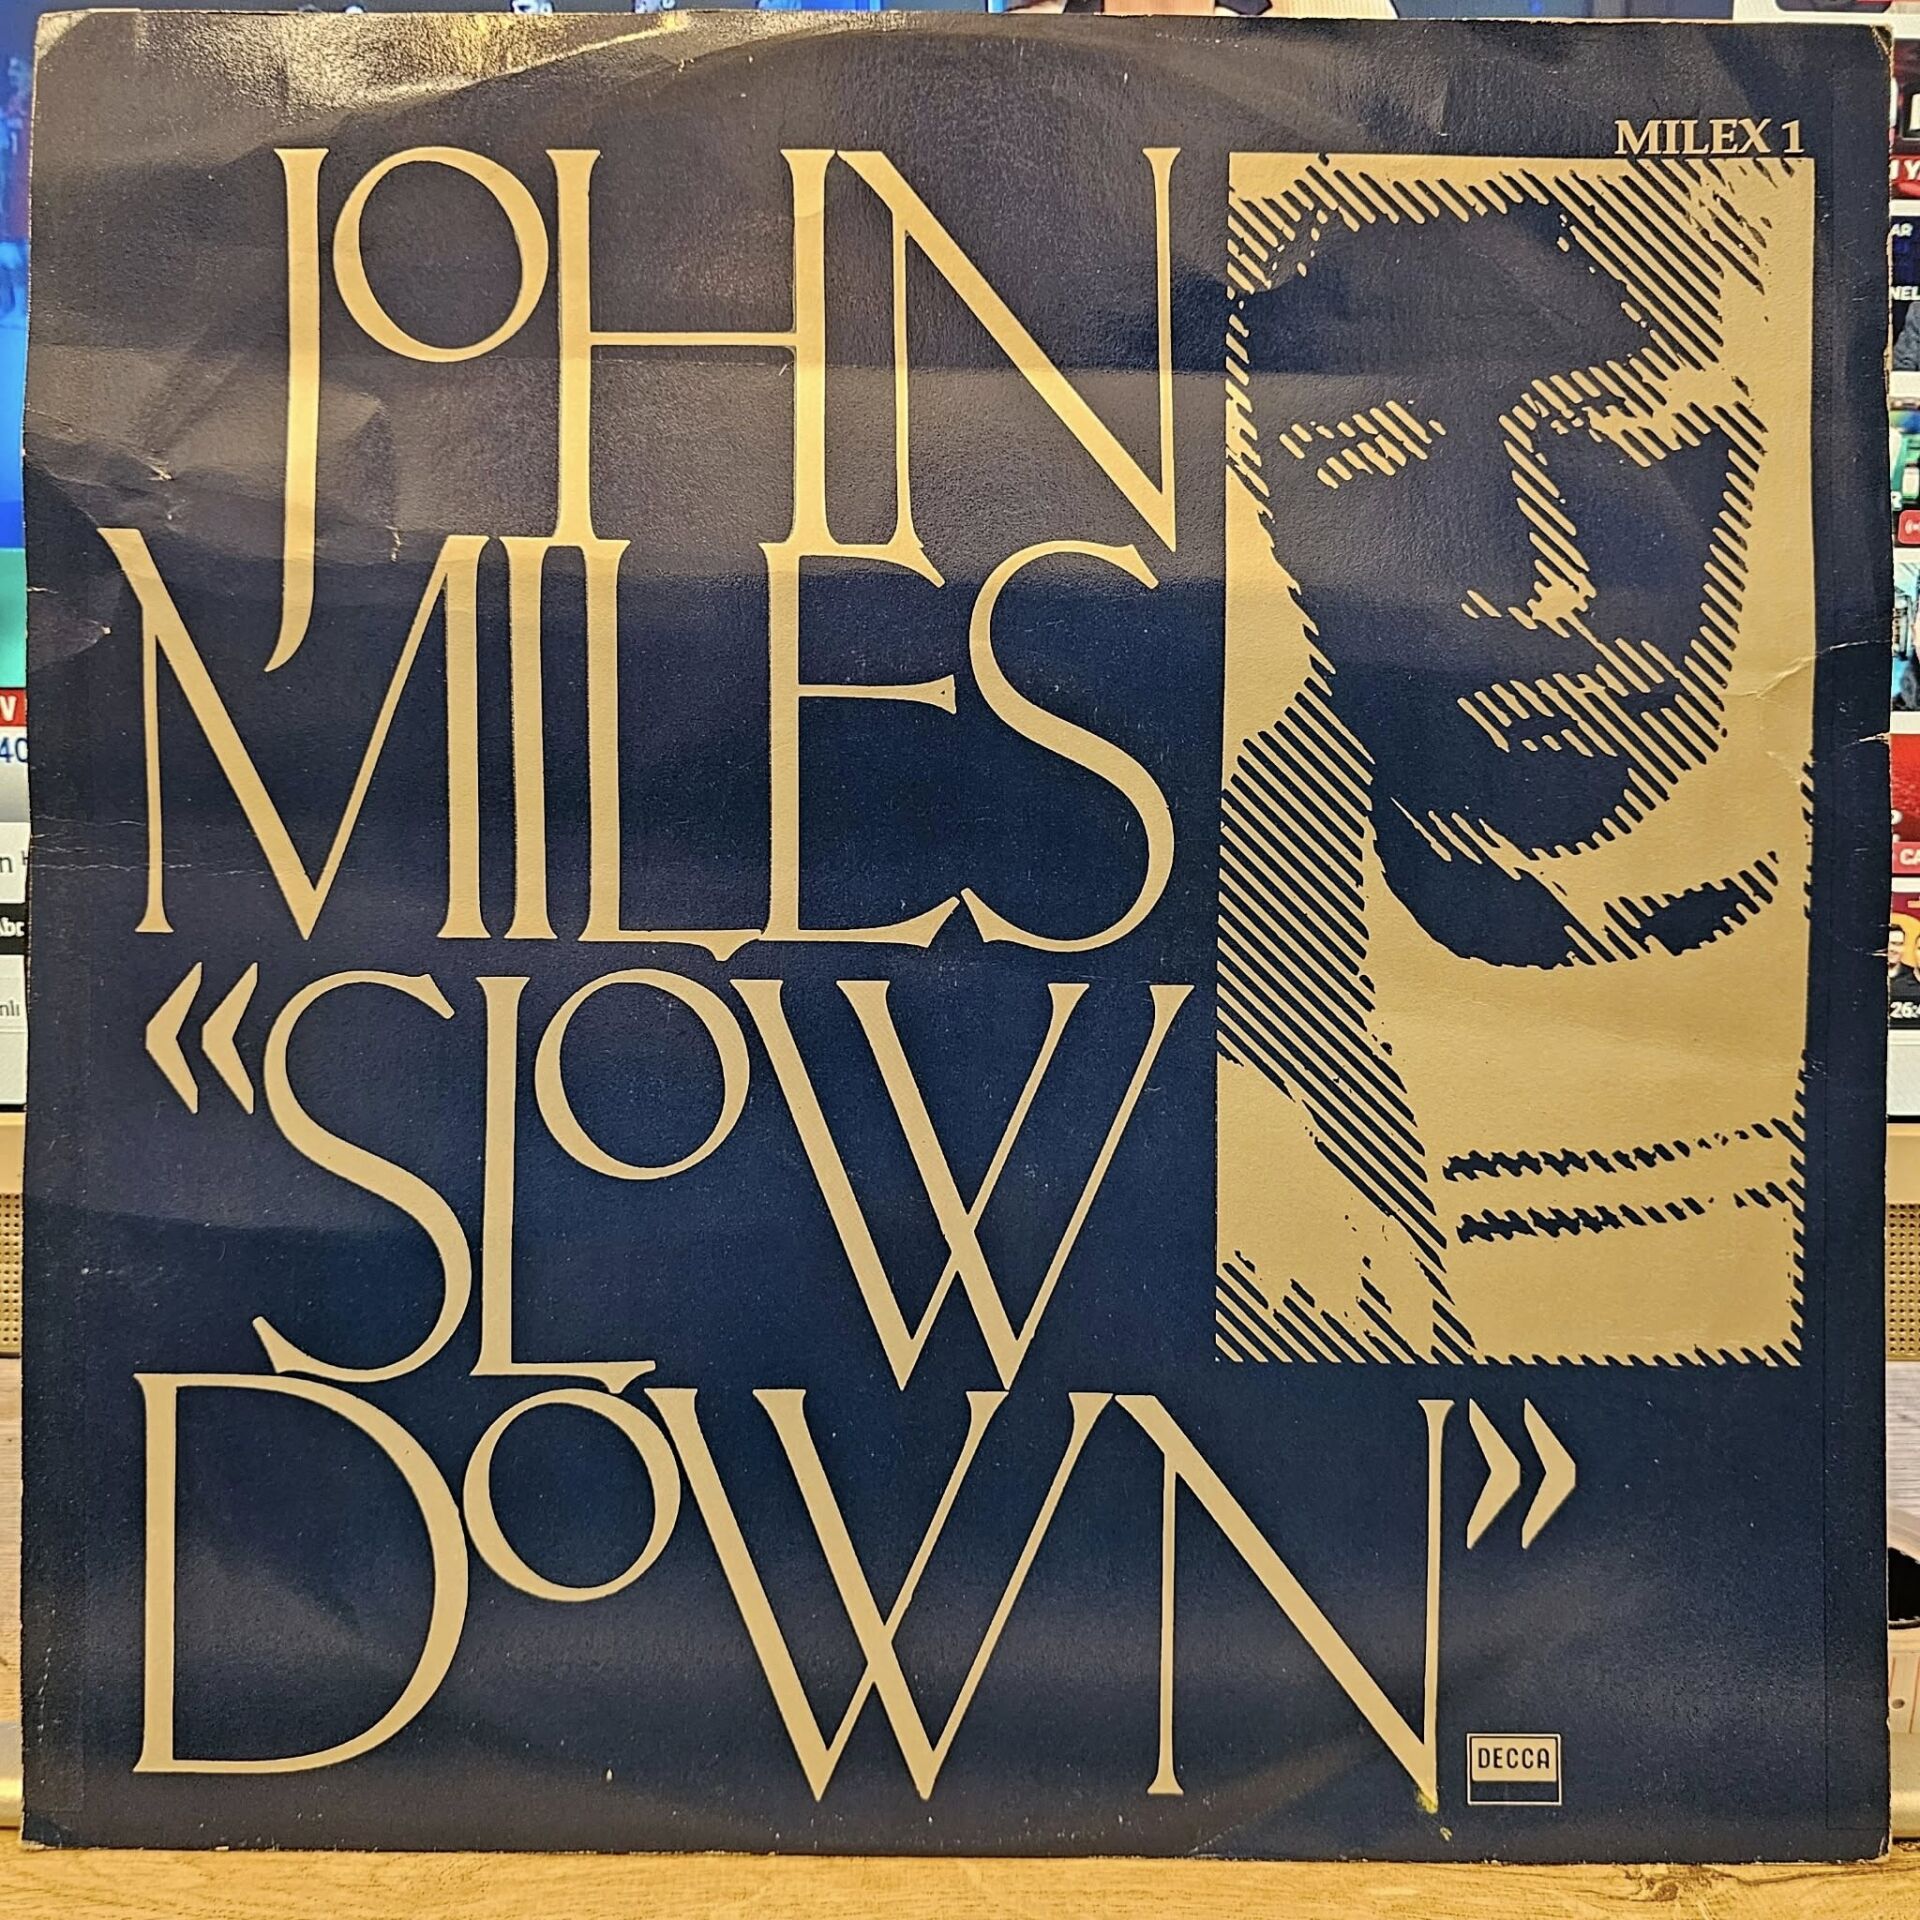 MILEX 1
JOHN
MILES
«SLOW
DOWN»
DECCA